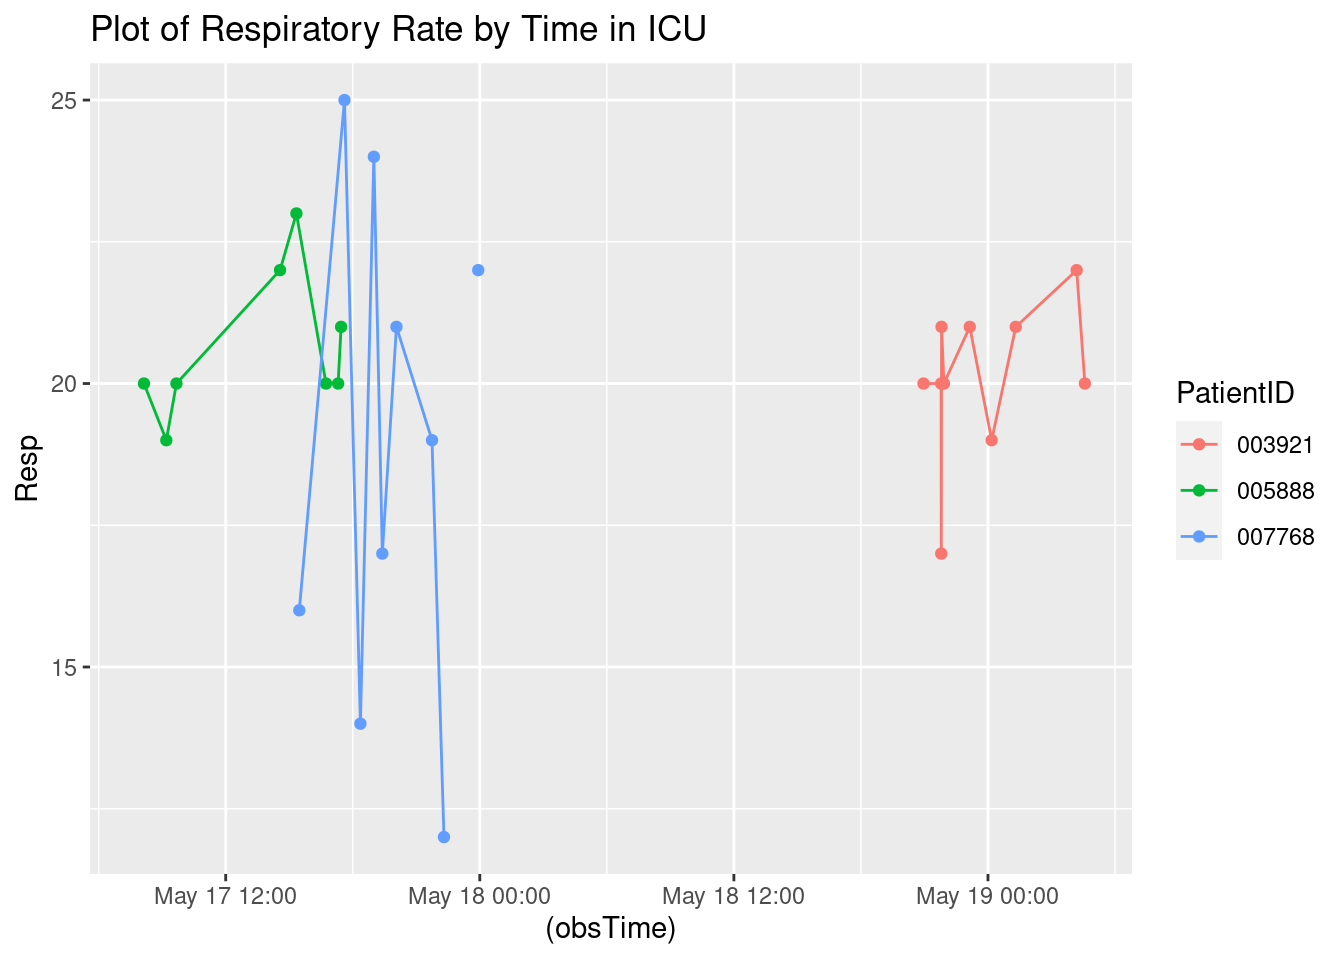 Plot of Respiratory Rate by Time in ICU
25
20
15
Resp
May 17 12:00
May 18 00:00
May 18 12:00
May 19 00:00
(obsTime)
PatientID
003921
005888
007768